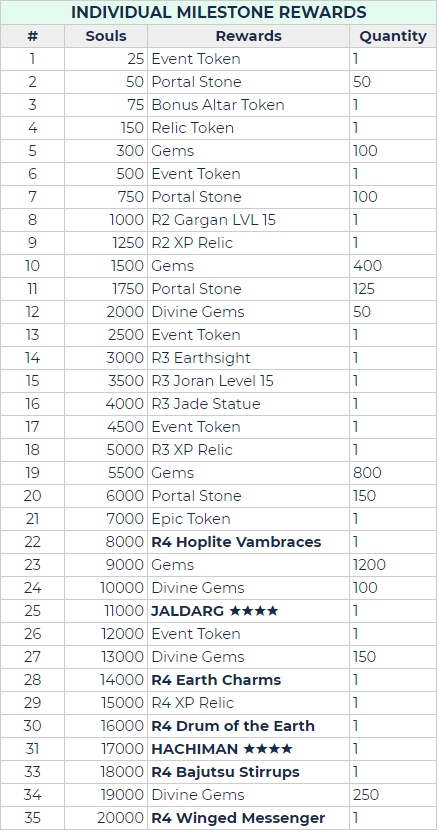 INDIVIDUAL MILESTONE REWARDS
# Souls Rewards Quantity
1 25 Event Token 1
2 50 Portal Stone 50
3 75 Bonus Altar Token 1
4 150 Relic Token 1
5 300 Gems 100
6 500 Event Token 1
7 750 Portal Stone 100
8 1000 R2 Gargan LVL 15 1
9 1250 R2 XP Relic 1
10 1500 Gems 400
11 1750 Portal Stone 125
12 2000 Divine Gems 50
13 2500 Event Token 1
14 3000 R3 Earthsight 1
15 3500 R3 Joran Level 15 1
16 4000 R3 Jade Statue 1
17 4500 Event Token 1
18 5000 R3 XP Relic 1
19 5500 Gems 800
20 6000 Portal Stone 150
21 7000 Epic Token 1
22 8000 R4 Hoplite Vambraces 1
23 9000 Gems 1200
24 10000 Divine Gems 100
25 11000 JALDARG ★★★★ 1
26 12000 Event Token 1
27 13000 Divine Gems 150
28 14000 R4 Earth Charms 1
29 15000 R4 XP Relic 1
30 16000 R4 Drum of the Earth 1
31 17000 HACHIMAN ★★★★ 1
33 18000 R4 Bajutsu Stirrups 1
34 19000 Divine Gems 250
35 20000 R4 Winged Messenger 1